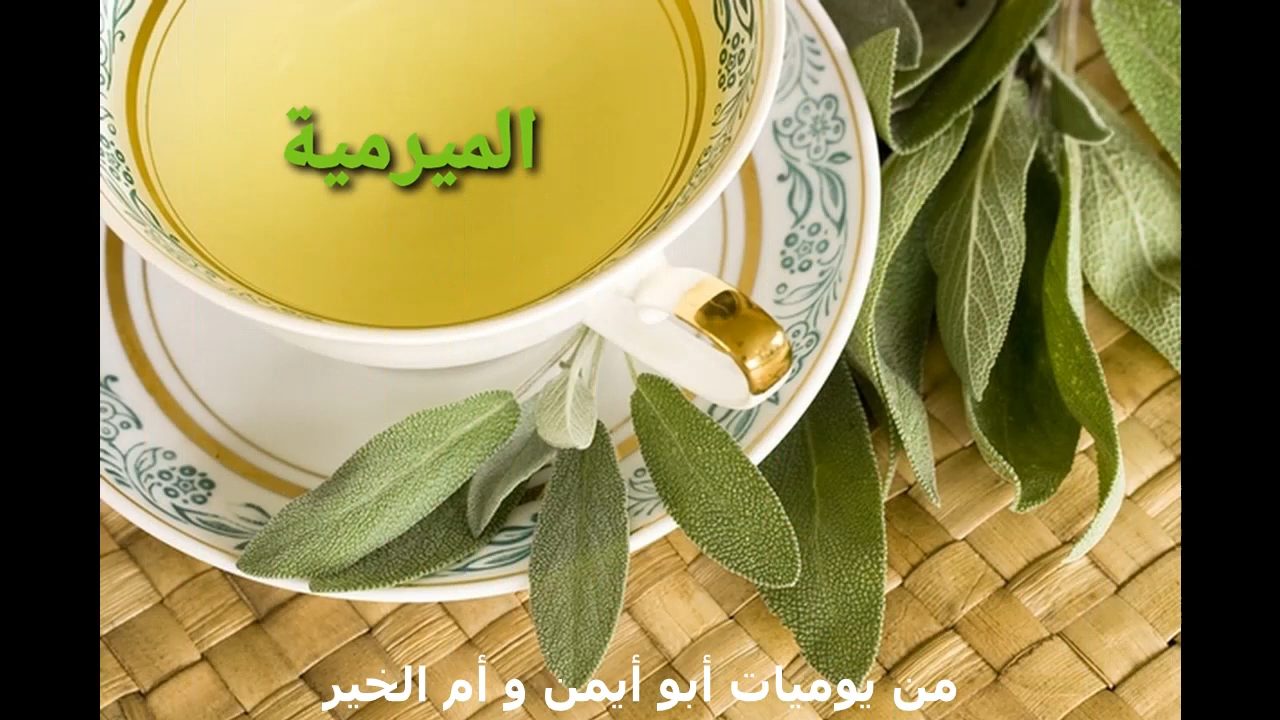 الميرمية
من يوميات أبو أيمن و أم الخير